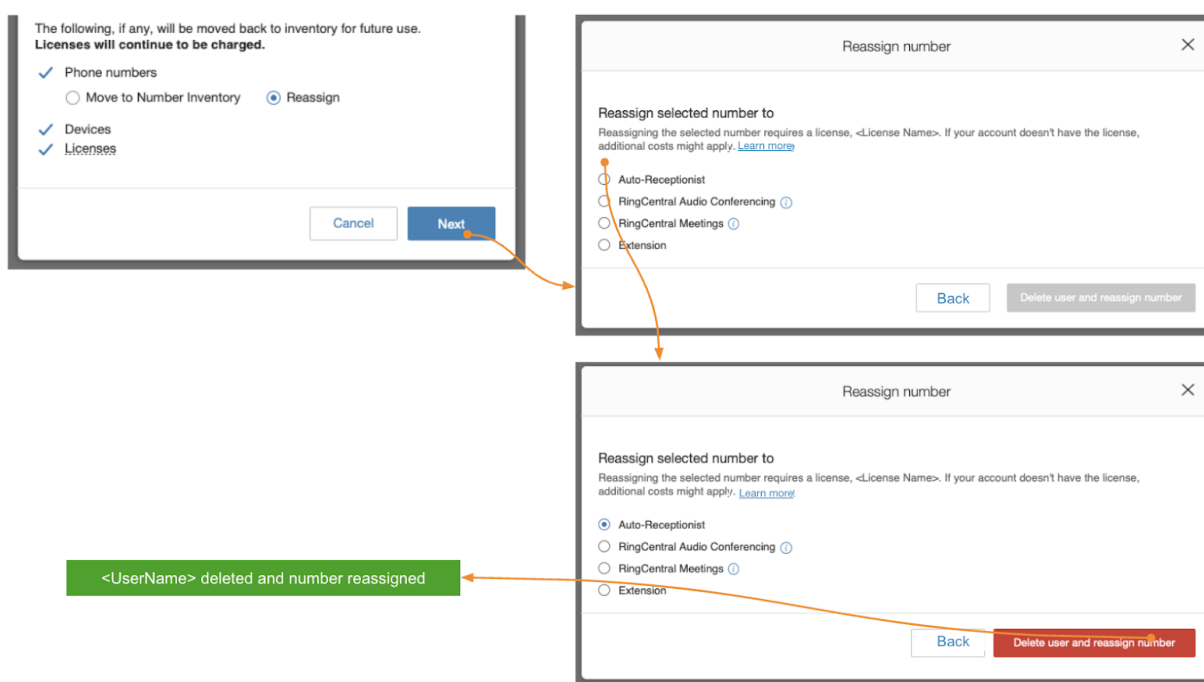 The following, if any, will be moved back to inventory for future use.
Licenses will continue to be charged.
Phone numbers
Move to Number Inventory
Reassign
Devices
Licenses
Cancel
Next
Reassign number
Reassign selected number to
Reassigning the selected number requires a license, <License Name>. If your account doesn't have the license,
additional costs might apply. Learn more
Auto-Receptionist
RingCentral Audio Conferencing
RingCentral Meetings
Extension
Back
Delete user and reassign number
Reassign number
Reassign selected number to
Reassigning the selected number requires a license, <License Name>. If your account doesn't have the license,
additional costs might apply. Learn more
Auto-Receptionist
RingCentral Audio Conferencing
RingCentral Meetings
Extension
Back
Delete user and reassign number
<UserName> deleted and number reassigned